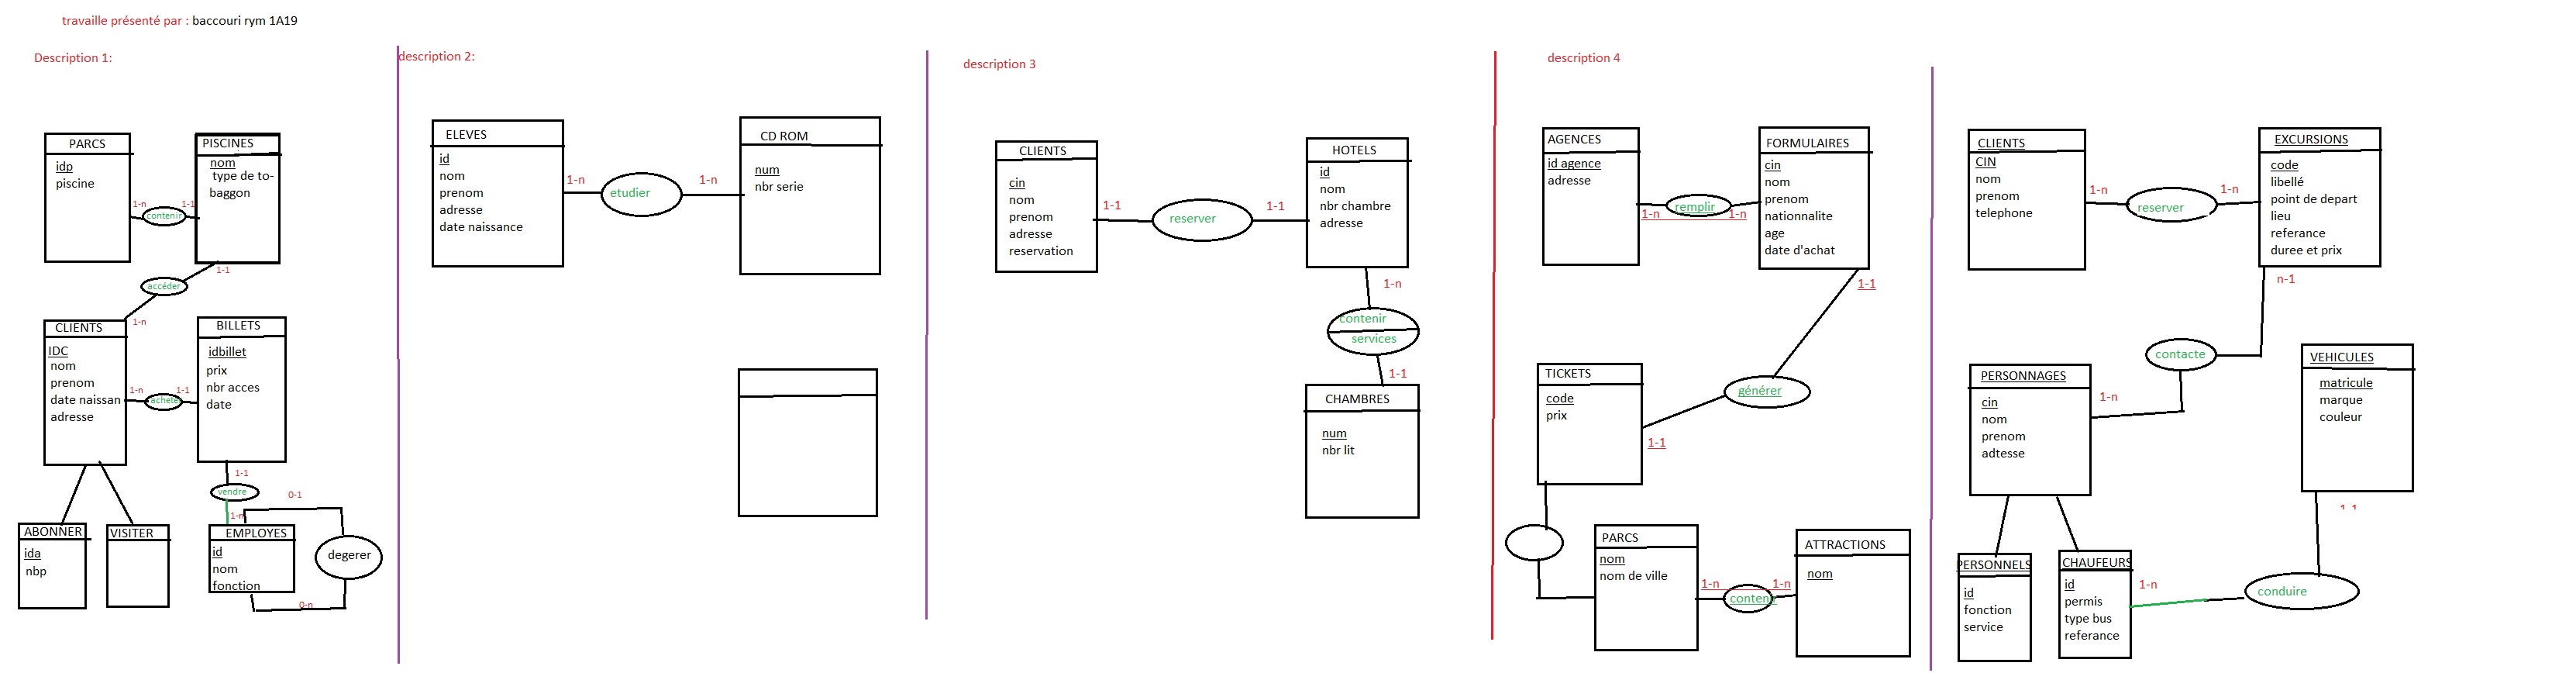 travaille présenté par : baccouri rym 1A19
Description 1:
PARCS
idp
piscine
1-n
contenir
1-1
PISCINES
nom
type de to-
baggon
1-1
accéder
1-n
CLIENTS
IDC
nom
prenom
date naissan
adresse
1-n
1-1
BILLETS
idbillet
prix
nbr acces
date
1-1
vendre
1-n
0-1
ABONNER
ida
nbp
VISITER
EMPLOYES
id
nom
fonction
degerer
0-n
description 2:
ELEVES
id
nom
prenom
adresse
date naissance
1-n
etudier
1-n
CD ROM
num
nbr serie
description 3
CLIENTS
cin
nom
prenom
adresse
reservation
1-1
reserver
1-1
HOTELS
id
nom
nbr chambre
adresse
1-n
contenir
services
1-1
CHAMBRES
num
nbr lit
description 4
AGENCES
id agence
adresse
1-n
remplir
1-n
FORMULAIRES
cin
nom
prenom
nationnalite
age
date d'achat
1-1
générer
1-1
TICKETS
code
prix
PARCS
nom
nom de ville
1-n
1-n
ATTRACTIONS
nom
CLIENTS
CIN
nom
prenom
telephone
1-n
reserver
1-n
EXCURSIONS
code
libellé
point de depart
lieu
referance
duree et prix
n-1
contacte
1-n
PERSONNAGES
cin
nom
prenom
adtesse
VEHICULES
matricule
marque
couleur
PERSONNELS
id
fonction
service
CHAUFEURS
id
permis
type bus
referance
1-n
conduire